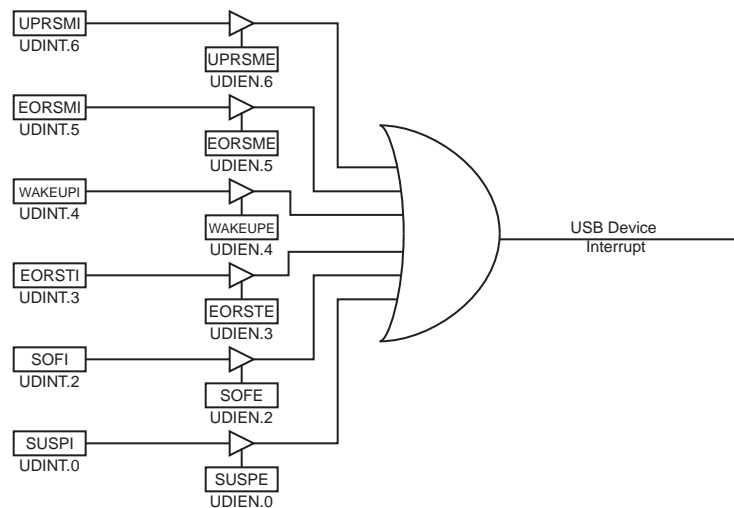 UPRSMI
UDINT.6
UPRSME
UDIEN.6
EORSMI
UDINT.5
EORSME
UDIEN.5
WAKEUPI
UDINT.4
WAKEUPE
UDIEN.4
EORSTI
UDINT.3
EORSTE
UDIEN.3
SOFI
UDINT.2
SOFE
UDIEN.2
SUSPI
UDINT.0
SUSPE
UDIEN.0
USB Device
Interrupt